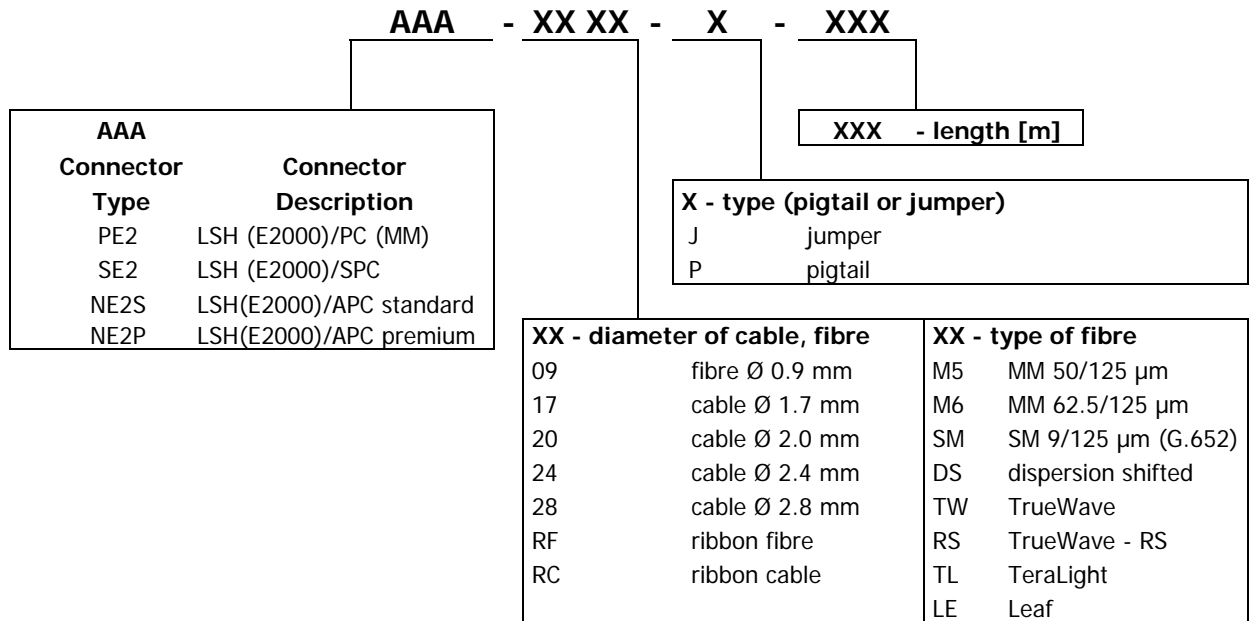 AAA - XX XX - X - XXX
AAA
Connector Connector
Type Description
PE2 LSH (E2000)/PC (MM)
SE2 LSH (E2000)/SPC
NE2S LSH(E2000)/APC standard
NE2P LSH(E2000)/APC premium
XXX - length [m]
X - type (pigtail or jumper)
J jumper
P pigtail
XX - diameter of cable, fibre
09 fibre Ø 0.9 mm
17 cable Ø 1.7 mm
20 cable Ø 2.0 mm
24 cable Ø 2.4 mm
28 cable Ø 2.8 mm
RF ribbon fibre
RC ribbon cable
XX - type of fibre
M5 MM 50/125 µm
M6 MM 62.5/125 µm
SM SM 9/125 µm (G.652)
DS dispersion shifted
TW TrueWave
RS TrueWave - RS
TL TeraLight
LE Leaf